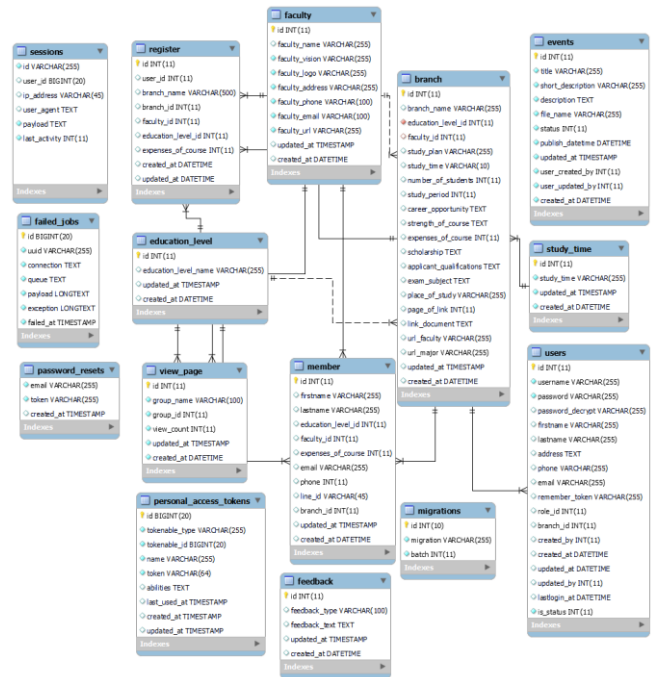 sessions
id VARCHAR(255)
user_id BIGINT(20)
ip_address VARCHAR(45)
user_agent TEXT
payload TEXT
last_activity INT(11)
Indexes
failed_jobs
id BIGINT(20)
uuid VARCHAR(255)
connection TEXT
queue TEXT
payload LONGTEXT
exception LONGTEXT
failed_at TIMESTAMP
Indexes
password_resets
email VARCHAR(255)
token VARCHAR(255)
created_at TIMESTAMP
Indexes
register
id INT(11)
user_id INT(11)
branch_name VARCHAR(500)
branch_id INT(11)
faculty_id INT(11)
education_level_id INT(11)
expenses_of_course INT(11)
created_at DATETIME
updated_at DATETIME
Indexes
education_level
id INT(11)
education_level_name VARCHAR(255)
updated_at TIMESTAMP
created_at DATETIME
Indexes
view_page
id INT(11)
group_name VARCHAR(100)
group_id INT(11)
view_count INT(11)
updated_at TIMESTAMP
created_at DATETIME
Indexes
personal_access_tokens
id BIGINT(20)
tokenable_type VARCHAR(255)
tokenable_id BIGINT(20)
name VARCHAR(255)
token VARCHAR(64)
abilities TEXT
last_used_at TIMESTAMP
created_at TIMESTAMP
updated_at TIMESTAMP
Indexes
faculty
id INT(11)
faculty_name VARCHAR(255)
faculty_vision VARCHAR(255)
faculty_logo VARCHAR(255)
faculty_address VARCHAR(255)
faculty_phone VARCHAR(100)
faculty_email VARCHAR(100)
faculty_url VARCHAR(255)
updated_at TIMESTAMP
created_at DATETIME
Indexes
member
id INT(11)
firstname VARCHAR(255)
lastname VARCHAR(255)
education_level_id INT(11)
faculty_id INT(11)
expenses_of_course INT(11)
email VARCHAR(255)
phone INT(11)
line_id VARCHAR(45)
branch_id INT(11)
updated_at TIMESTAMP
created_at DATETIME
Indexes
feedback
id INT(11)
feedback_type VARCHAR(100)
feedback_text TEXT
updated_at TIMESTAMP
created_at DATETIME
Indexes
branch
id INT(11)
branch_name VARCHAR(255)
education_level_id INT(11)
faculty_id INT(11)
study_plan VARCHAR(255)
study_time VARCHAR(10)
number_of_students INT(11)
study_period INT(11)
career_opportunity TEXT
strength_of_course TEXT
expenses_of_course INT(11)
scholarship TEXT
applicant_qualifications TEXT
exam_subject TEXT
place_of_study VARCHAR(255)
page_of_link INT(11)
link_document TEXT
url_faculty VARCHAR(255)
url_major VARCHAR(255)
updated_at TIMESTAMP
created_at DATETIME
Indexes
migrations
id INT(10)
migration VARCHAR(255)
batch INT(11)
Indexes
events
id INT(11)
title VARCHAR(255)
short_description VARCHAR(255)
description TEXT
file_name VARCHAR(255)
status INT(11)
publish_datetime DATETIME
updated_at TIMESTAMP
user_created_by INT(11)
user_updated_by INT(11)
created_at DATETIME
Indexes
study_time
id INT(11)
study_time VARCHAR(255)
updated_at TIMESTAMP
created_at DATETIME
Indexes
users
id INT(11)
username VARCHAR(255)
password VARCHAR(255)
password_decrypt VARCHAR(255)
firstname VARCHAR(255)
lastname VARCHAR(255)
address TEXT
phone VARCHAR(255)
email VARCHAR(255)
remember_token VARCHAR(255)
role_id INT(11)
branch_id INT(11)
created_by INT(11)
created_at DATETIME
updated_at DATETIME
updated_by INT(11)
lastlogin_at DATETIME
is_status INT(11)
Indexes